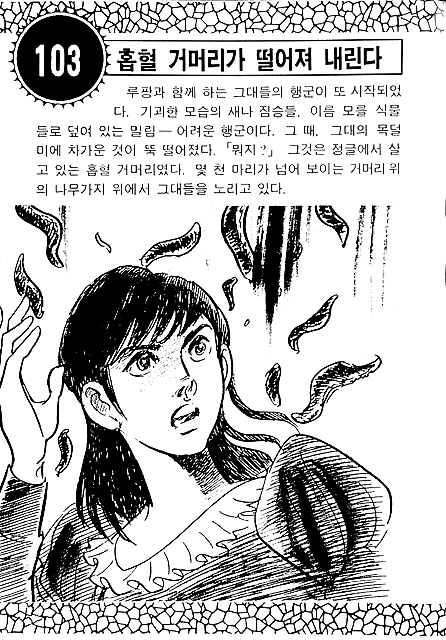 103
흡혈 거머리가 떨어져 내린다
루팡과 함께 하는 그대들의 행군이 또 시작되었
다. 기괴한 모습의 새나 짐승들, 이름 모를 식물
들로 덮여 있는 밀림 — 어려운 행군이다. 그 때, 그대의 목덜
미에 차가운 것이 뚝 떨어졌다. 「뭐지?」 그것은 정글에서 살
고 있는 흡혈 거머리였다. 몇 천 마리가 넘어 보이는 거머리 위
의 나무가지 위에서 그대들을 노리고 있다.